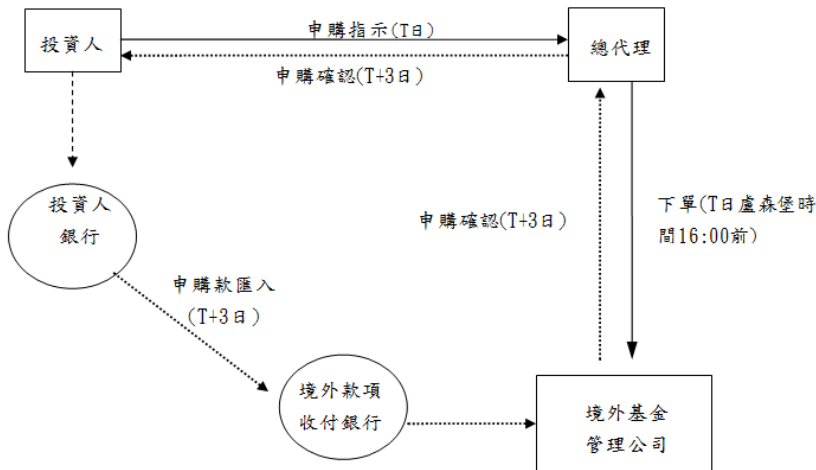 投資人
申購指示(T日)
總代理
申購確認(T+3日)
投資人
銀行
申購確認(T+3日)
下單(T日盧森堡時
間16:00前)
申購款匯入
(T+3日)
境外款項
收付銀行
境外基金
管理公司